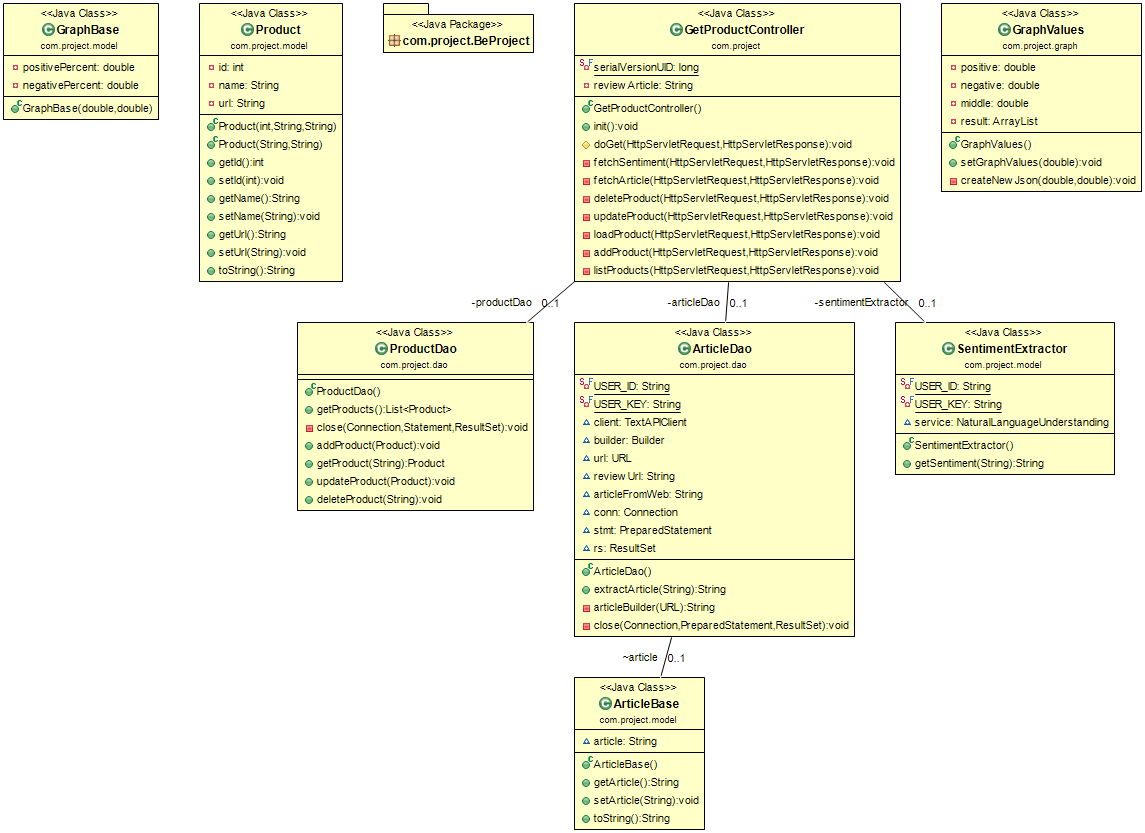 <<Java Class>>
GraphBase
com.project.model
positivePercent: double
negativePercent: double
GraphBase(double,double)
<<Java Class>>
Product
com.project.model
id: int
name: String
url: String
Product(int,String,String)
Product(String,String)
getId():int
setId(int):void
getName():String
setName(String):void
getUrl():String
setUrl(String):void
toString():String
<<Java Package>>
com.project.BeProject
<<Java Class>>
GetProductController
com.project
serialVersionUID: long
reviewArticle: String
GetProductController()
init():void
doGet(HttpServletRequest,HttpServletResponse):void
fetchSentiment(HttpServletRequest,HttpServletResponse):void
fetchArticle(HttpServletRequest,HttpServletResponse):void
deleteProduct(HttpServletRequest,HttpServletResponse):void
updateProduct(HttpServletRequest,HttpServletResponse):void
loadProduct(HttpServletRequest,HttpServletResponse):void
addProduct(HttpServletRequest,HttpServletResponse):void
listProducts(HttpServletRequest,HttpServletResponse):void
<<Java Class>>
GraphValues
com.project.graph
positive: double
negative: double
middle: double
result: ArrayList
GraphValues()
setGraphValues(double):void
createNewJson(double,double):void
-productDao 0..1
-articleDao 0..1
-sentimentExtractor 0..1
<<Java Class>>
ProductDao
com.project.dao
ProductDao()
getProducts():List<Product>
close(Connection,Statement,ResultSet):void
addProduct(Product):void
getProduct(String):Product
updateProduct(Product):void
deleteProduct(String):void
<<Java Class>>
ArticleDao
com.project.dao
USER_ID: String
USER_KEY: String
client: TextAPIClient
builder: Builder
url: URL
reviewUrl: String
articleFromWeb: String
conn: Connection
stmt: PreparedStatement
rs: ResultSet
ArticleDao()
extractArticle(String):String
articleBuilder(URL):String
close(Connection,PreparedStatement,ResultSet):void
<<Java Class>>
SentimentExtractor
com.project.model
USER_ID: String
USER_KEY: String
service: NaturalLanguageUnderstanding
SentimentExtractor()
getSentiment(String):String
~article 0..1
<<Java Class>>
ArticleBase
com.project.model
article: String
ArticleBase()
getArticle():String
setArticle(String):void
toString():String